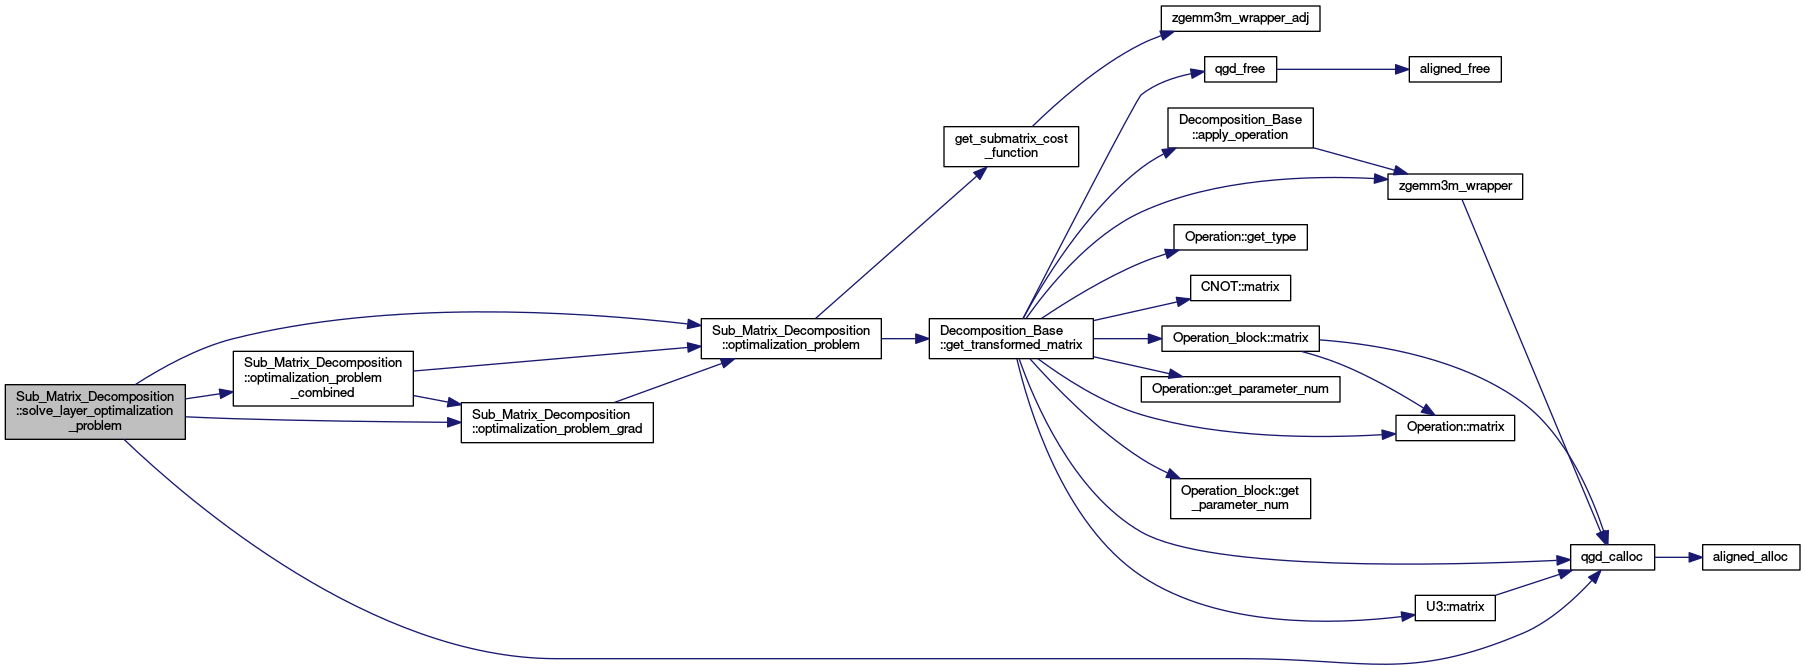 zgemm3m_wrapper_adj
qgd_free
aligned_free
Decomposition_Base
::apply_operation
get_submatrix_cost
_function
zgemm3m_wrapper
Operation::get_type
CNOT::matrix
Sub_Matrix_Decomposition
::optimalization_problem
Decomposition_Base
::get_transformed_matrix
Operation_block::matrix
Sub_Matrix_Decomposition
::optimalization_problem
_combined
Operation::get_parameter_num
Sub_Matrix_Decomposition
::solve_layer_optimalization
_problem
Sub_Matrix_Decomposition
::optimalization_problem_grad
Operation::matrix
Operation_block::get
_parameter_num
qgd_calloc
aligned_alloc
U3::matrix